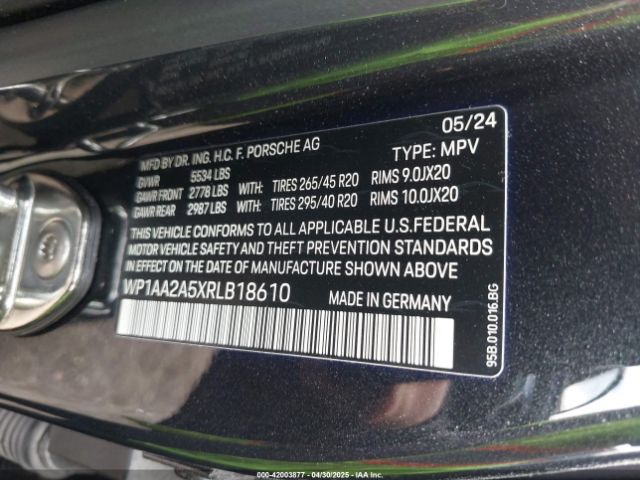 05/24
MFD BY DR. ING. H.C. F. PORSCHE AG
TYPE: MPV
GVWR 5534 LBS
GAWR FRONT 2778 LBS WITH: TIRES 265/45 R20 RIMS 9.0JX20
GAWR REAR 2987 LBS WITH: TIRES 295/40 R20 RIMS 10.0JX20
THIS VEHICLE CONFORMS TO ALL APPLICABLE U.S. FEDERAL
MOTOR VEHICLE SAFETY AND THEFT PREVENTION STANDARDS
IN EFFECT ON THE DATE OF MANUFACTURE SHOWN ABOVE
WP1AA2A5XRLB18610 MADE IN GERMANY
95B.010.016.BG
000-42003877 - 04/30/2025 - IAA, Inc.